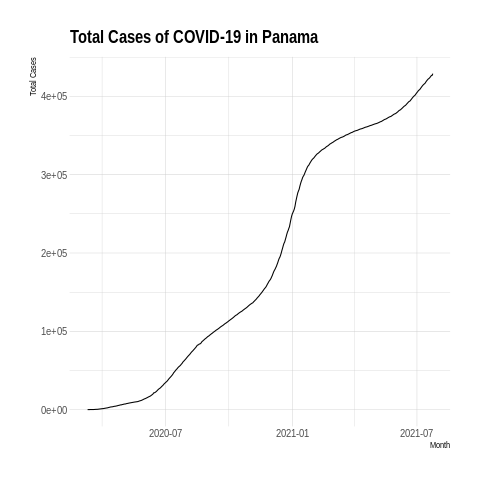 Total Cases of COVID-19 in Panama
Total Cases
4e+05
3e+05
2e+05
1e+05
0e+00
2020-07
2021-01
2021-07
Month